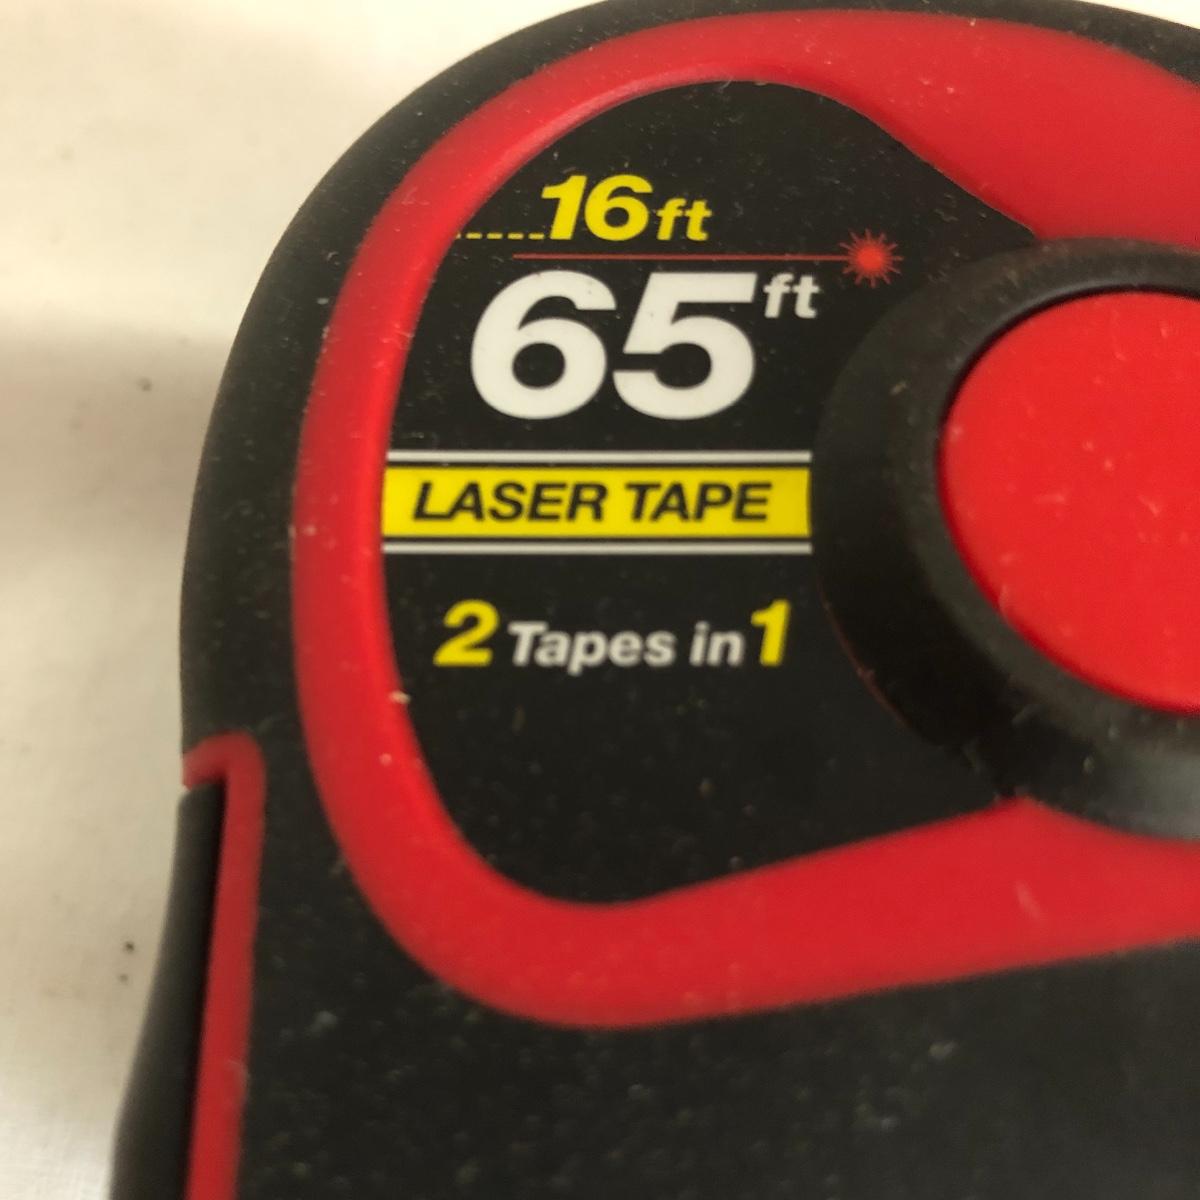 16ft
65ft
LASER TAPE
2 Tapes in 1